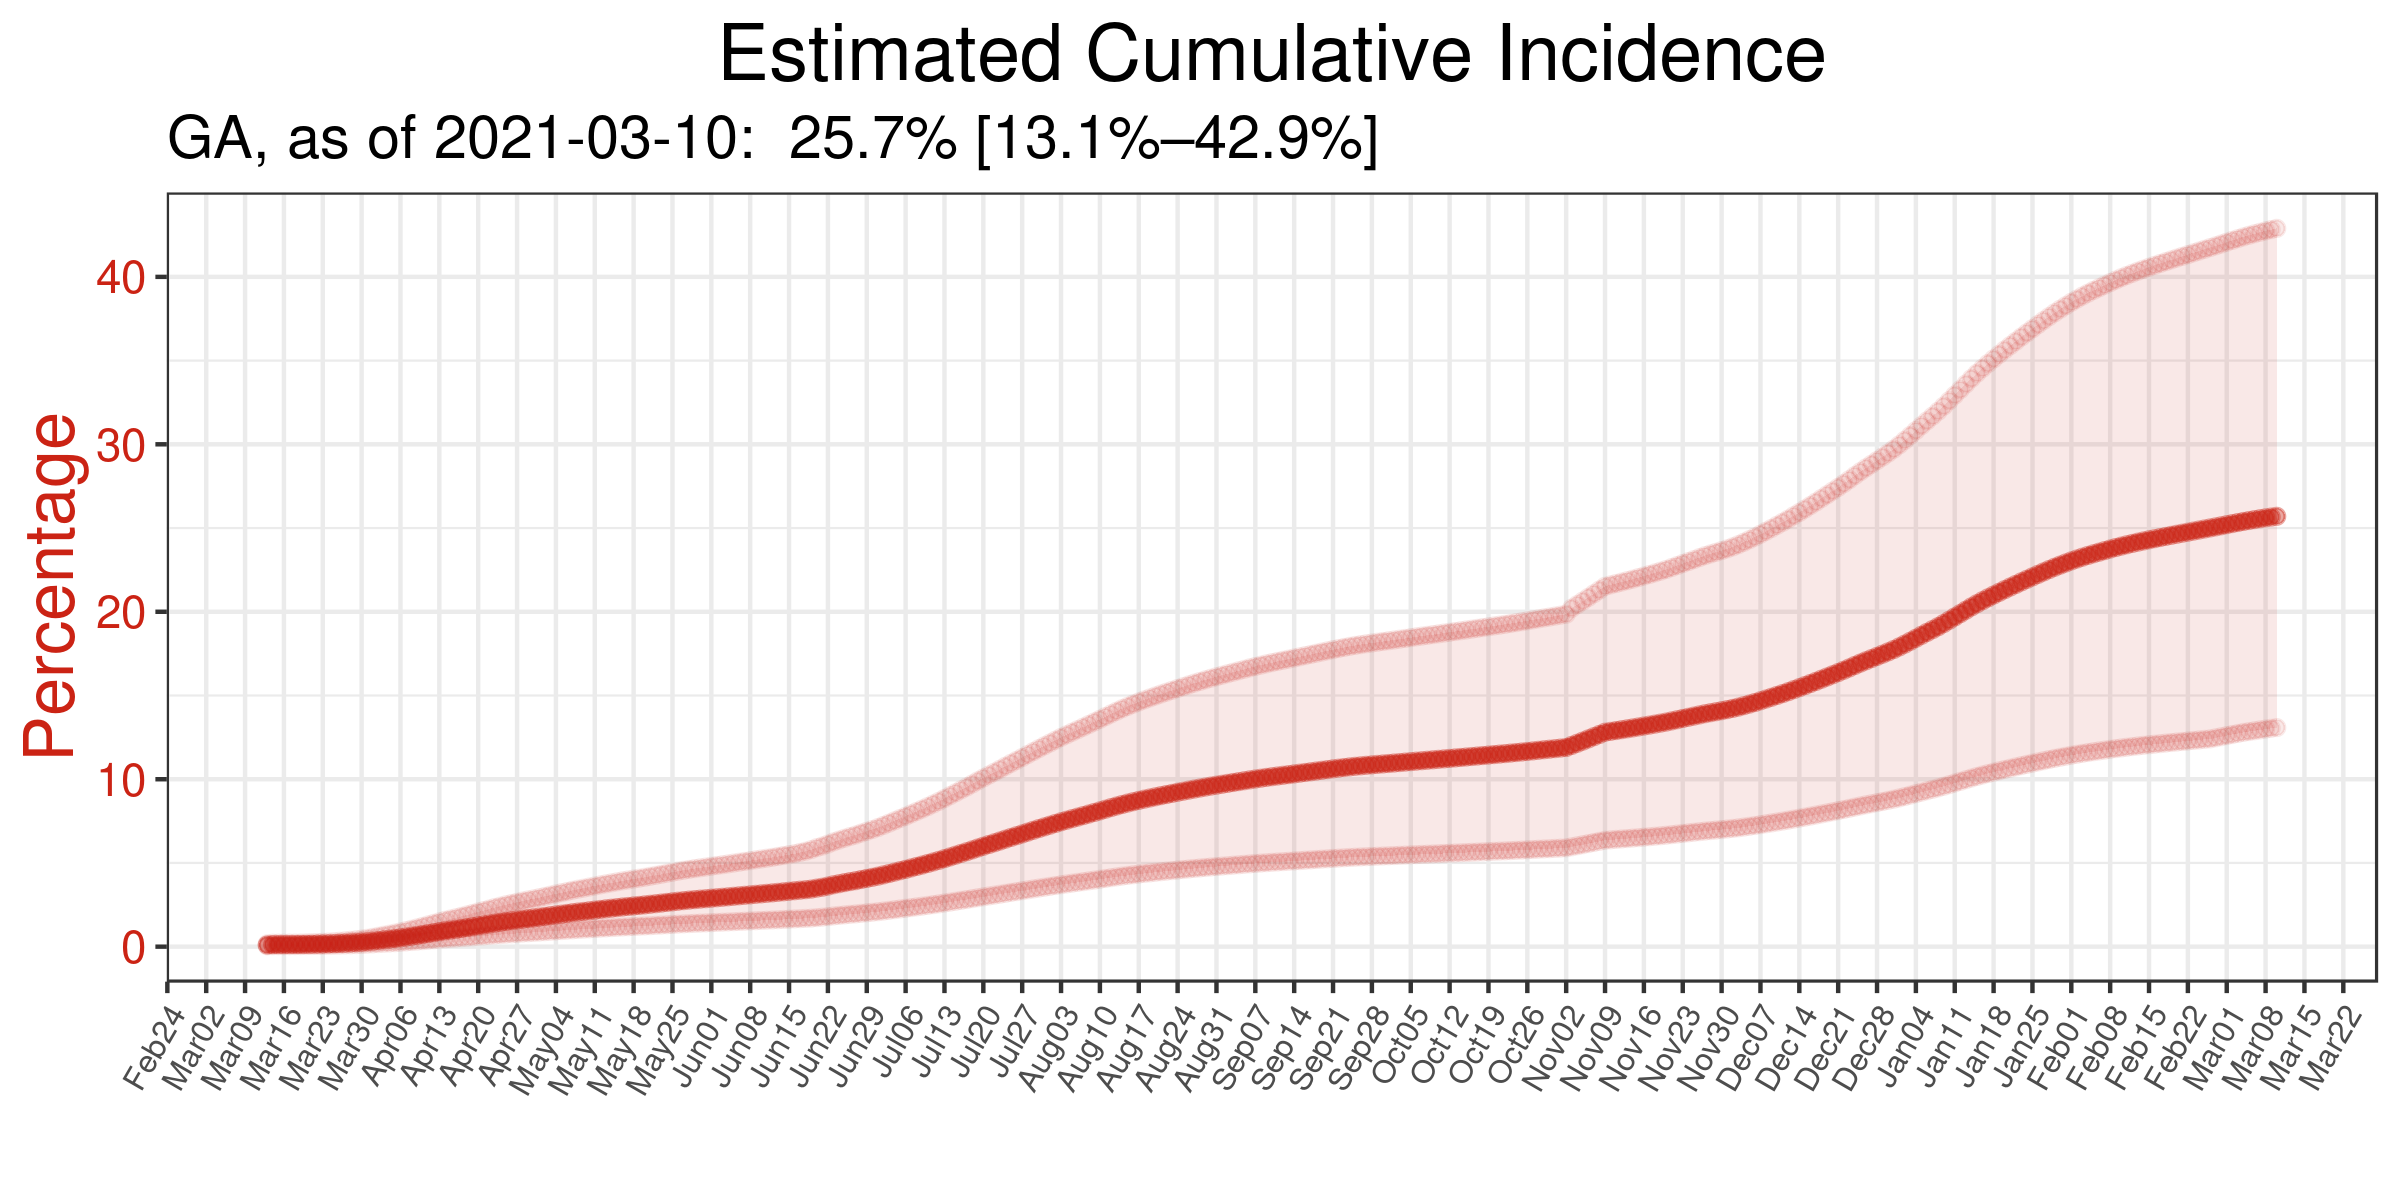 Estimated Cumulative Incidence
GA, as of 2021-03-10:  25.7% [13.1%–42.9%]
Percentage
40
30
20
10
0
Feb24
Mar02
Mar09
Mar16
Mar23
Mar30
Apr06
Apr13
Apr20
Apr27
May04
May11
May18
May25
Jun01
Jun08
Jun15
Jun22
Jun29
Jul06
Jul13
Jul20
Jul27
Aug03
Aug10
Aug17
Aug24
Aug31
Sep07
Sep14
Sep21
Sep28
Oct05
Oct12
Oct19
Oct26
Nov02
Nov09
Nov16
Nov23
Nov30
Dec07
Dec14
Dec21
Dec28
Jan04
Jan11
Jan18
Jan25
Feb01
Feb08
Feb15
Feb22
Mar01
Mar08
Mar15
Mar22